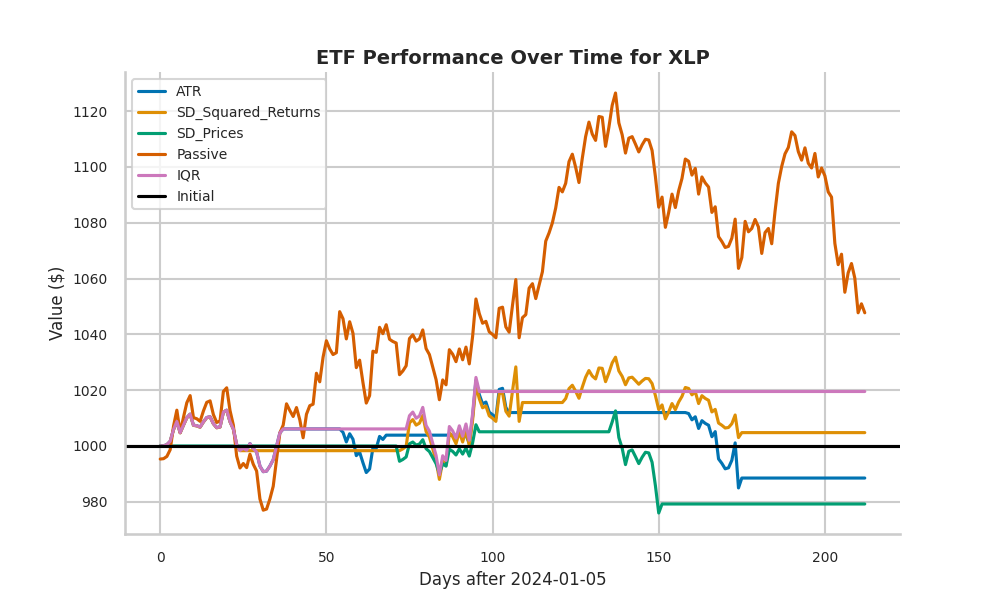 ETF Performance Over Time for XLP
ATR
SD_Squared_Returns
SD_Prices
Passive
IQR
Initial
Value ($)
1120
1100
1080
1060
1040
1020
1000
980
0
50
100
150
200
Days after 2024-01-05